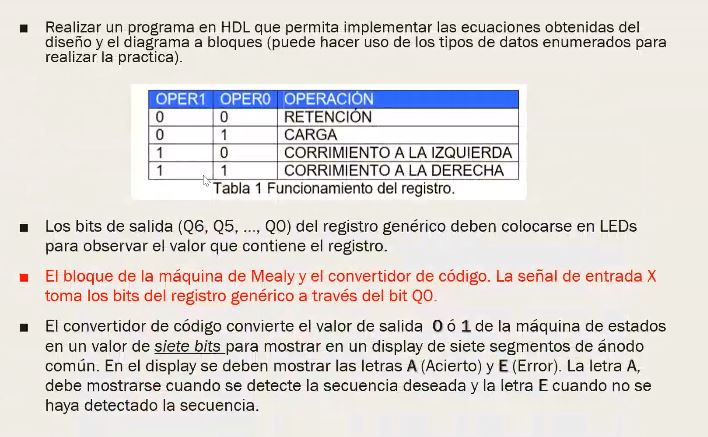 ▪ Realizar un programa en HDL que permita implementar las ecuaciones obtenidas del
diseño y el diagrama a bloques (puede hacer uso de los tipos de datos enumerados para
realizar la practica).
OPER1 OPER0 OPERACIÓN
0 0 RETENCIÓN
0 1 CARGA
1 0 CORRIMIENTO A LA IZQUIERDA
1 1 CORRIMIENTO A LA DERECHA
Tabla 1 Funcionamiento del registro.
▪ Los bits de salida (Q6, Q5, ..., Q0) del registro genérico deben colocarse en LEDs
para observar el valor que contiene el registro.
▪ El bloque de la máquina de Mealy y el convertidor de código. La señal de entrada X
toma los bits del registro genérico a través del bit Q0.
▪ El convertidor de código convierte el valor de salida 0 ó 1 de la máquina de estados
en un valor de siete bits para mostrar en un display de siete segmentos de ánodo
común. En el display se deben mostrar las letras A (Acierto) y E (Error). La letra A,
debe mostrarse cuando se detecte la secuencia deseada y la letra E cuando no se
haya detectado la secuencia.